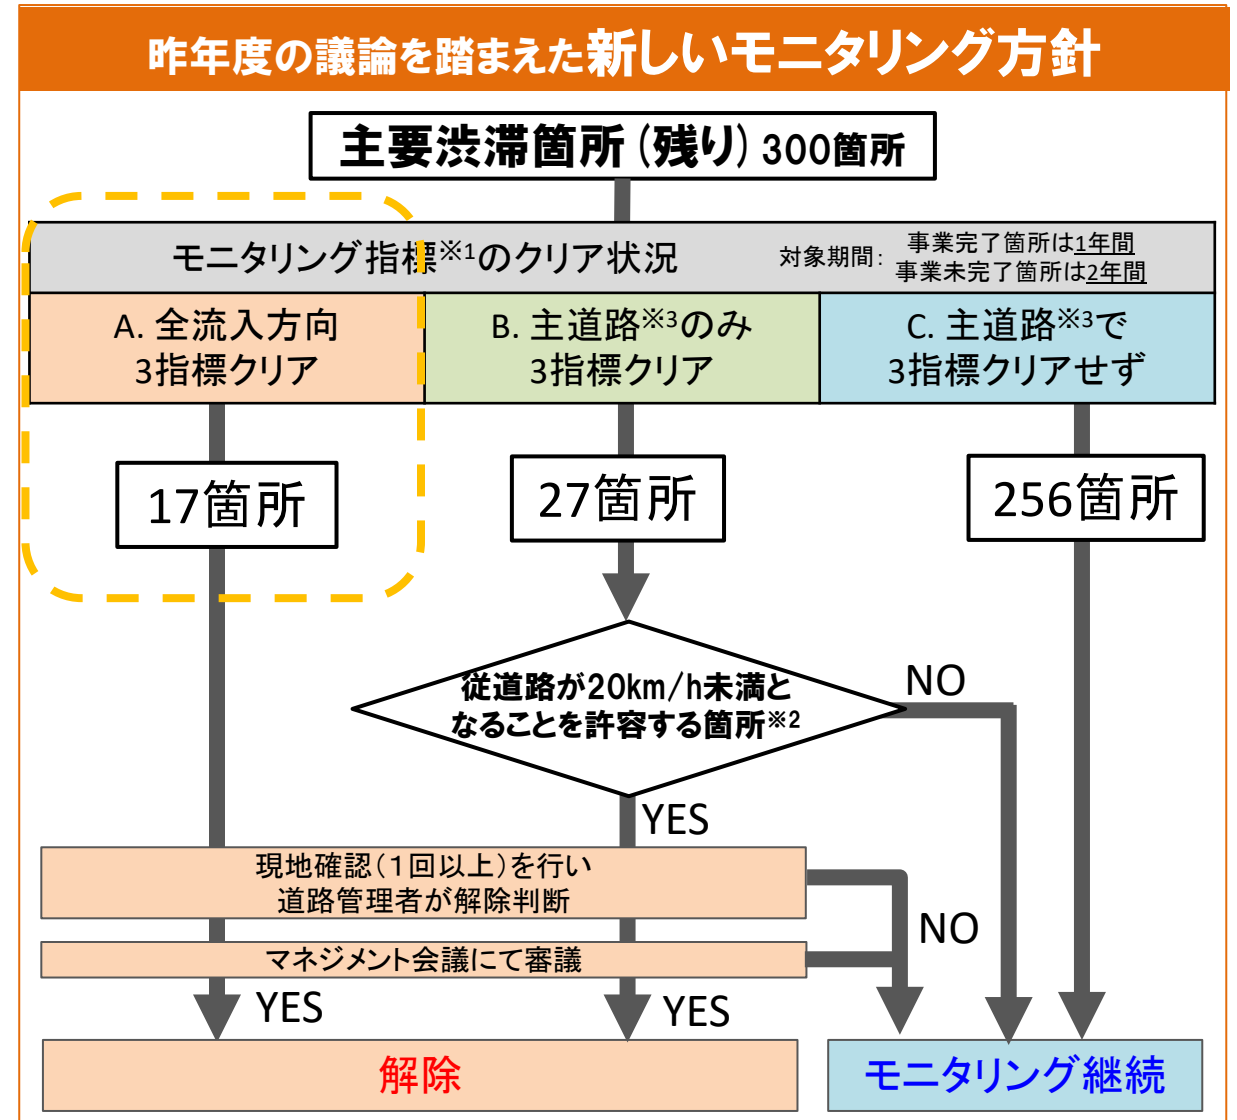 昨年度の議論を踏まえた新しいモニタリング方針
主要渋滞箇所(残り) 300箇所
モニタリング指標※1のクリア状況
対象期間:
事業完了箇所は1年間
事業未完了箇所は2年間
A. 全流入方向
3指標クリア
B. 主道路※3のみ
3指標クリア
C. 主道路※3で
3指標クリアせず
17箇所
27箇所
256箇所
従道路が20km/h未満と
なることを許容する箇所※2
NO
YES
現地確認(1回以上)を行い
道路管理者が解除判断
NO
マネジメント会議にて審議
YES
YES
解除
モニタリング継続